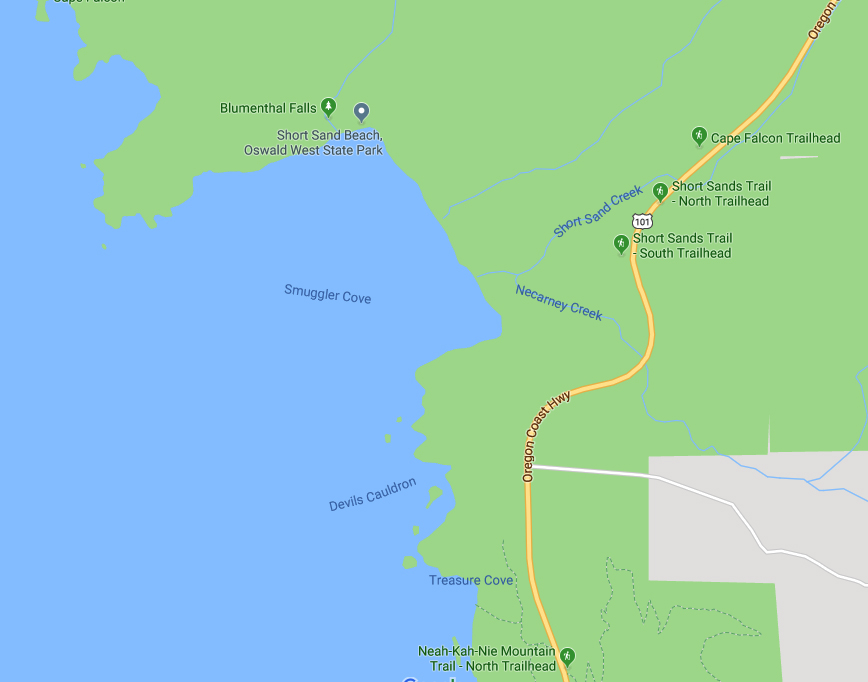 Cape Falcon
Oregon
Blumenthal Falls
Short Sand Beach,
Oswald West State Park
Cape Falcon Trailhead
Short Sands Trail
- North Trailhead
Short Sand Creek
101
Short Sands Trail
- South Trailhead
Smuggler Cove
Necarney Creek
Oregon Coast Hwy
Devils Cauldron
Treasure Cove
Neah-Kah-Nie Mountain
Trail - North Trailhead